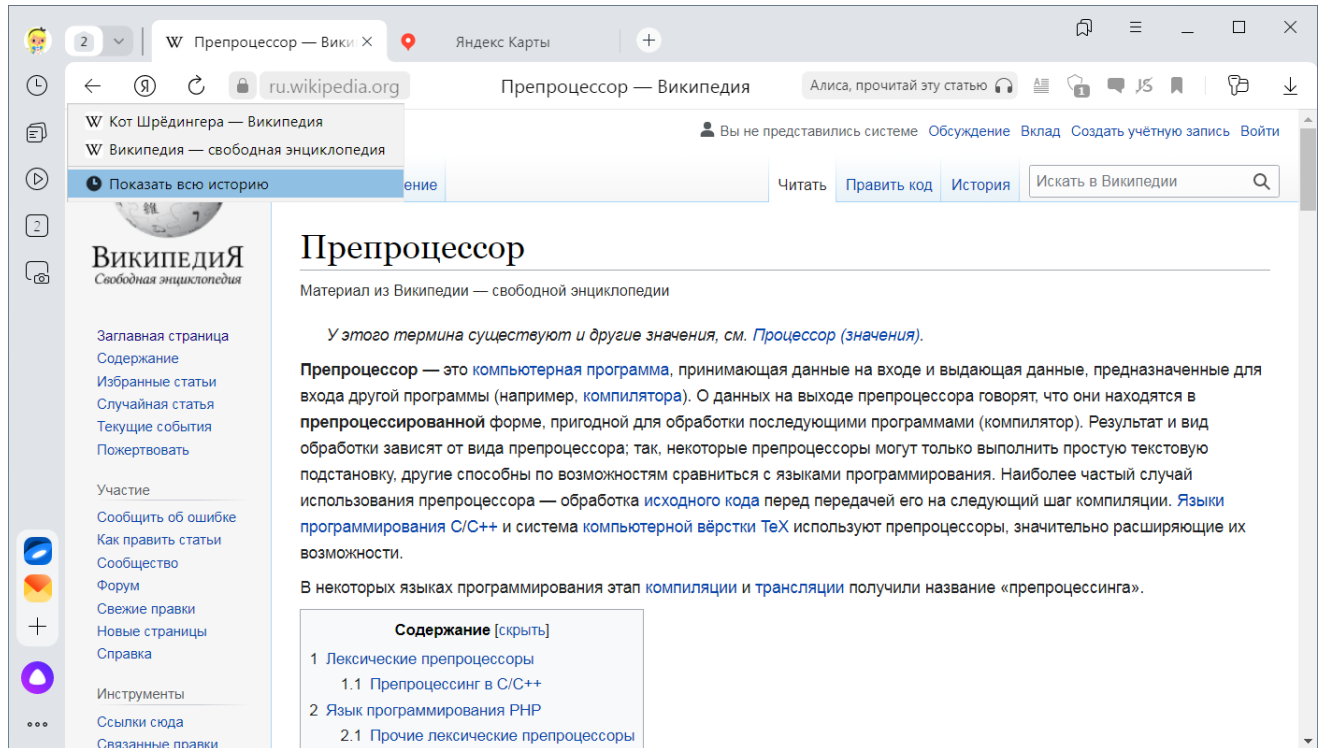 2
Препроцессор — Вики
Яндекс Карты
ru.wikipedia.org
Препроцессор — Википедия
Алиса, прочитай эту статью
1
Кот Шрёдингера — Википедия
Википедия — свободная энциклопедия
Показать всю историю
Вы не представились системе Обсуждение Вклад Создать учётную запись Войти
ение
Читать Править код История
Искать в Википедии
2
ВикипедиЯ
Свободная энциклопедия
Заглавная страница
Содержание
Избранные статьи
Случайная статья
Текущие события
Пожертвовать
Участие
Сообщить об ошибке
Как править статьи
Сообщество
Форум
Свежие правки
Новые страницы
Справка
Инструменты
Ссылки сюда
Связанные правки
Препроцессор
Материал из Википедии — свободной энциклопедии
У этого термина существуют и другие значения, см. Процессор (значения).
Препроцессор — это компьютерная программа, принимающая данные на входе и выдающая данные, предназначенные для
входа другой программы (например, компилятора). О данных на выходе препроцессора говорят, что они находятся в
препроцессированной форме, пригодной для обработки последующими программами (компилятор). Результат и вид
обработки зависят от вида препроцессора; так, некоторые препроцессоры могут только выполнить простую текстовую
подстановку, другие способны по возможностям сравниться с языками программирования. Наиболее частый случай
использования препроцессора — обработка исходного кода перед передачей его на следующий шаг компиляции. Языки
программирования C/C++ и система компьютерной вёрстки TeX используют препроцессоры, значительно расширяющие их
возможности.
В некоторых языках программирования этап компиляции и трансляции получили название «препроцессинга».
Содержание [скрыть]
1 Лексические препроцессоры
1.1 Препроцессинг в C/C++
2 Язык программирования PHP
2.1 Прочие лексические препроцессоры